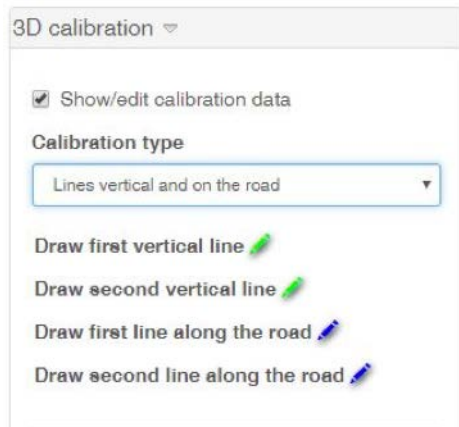 3D calibration
Show/edit calibration data
Calibration type
Lines vertical and on the road
Draw first vertical line
Draw second vertical line
Draw first line along the road
Draw second line along the road